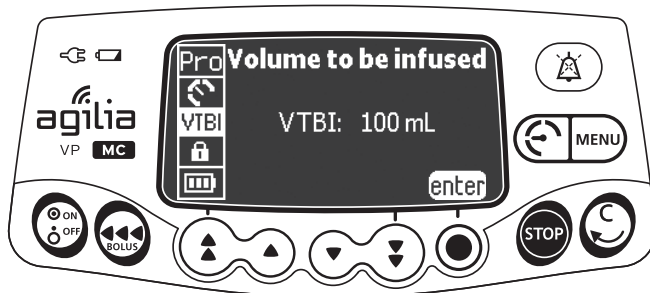 Pro Volume to be infused
VTBI
VTBI: 100 mL
enter
agilia
VP MC
MENU
ON
OFF
BOLUS
STOP
C